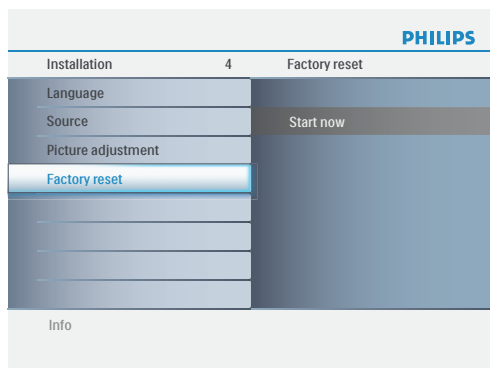 PHILIPS
Installation 4 Factory reset
Language
Source Start now
Picture adjustment
Factory reset
Info